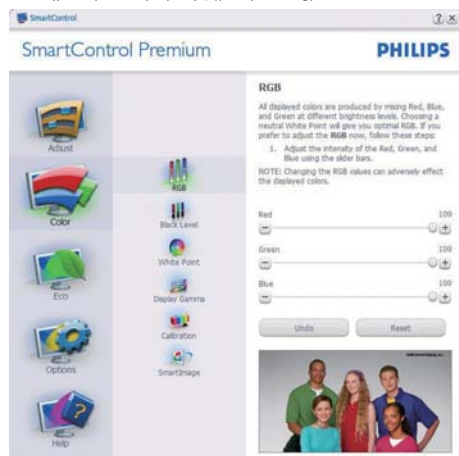 SmartControl
? x
SmartControl Premium
PHILIPS
Adjust
Color
Eco
Options
Help
RGB
Black Level
White Point
Display Gamma
Calibration
SmartImage
RGB
All displayed colors are produced by mixing Red, Blue,
and Green at different brightness levels. Choosing a
neutral White Point will give you optimal RGB. If you
prefer to adjust the RGB now, follow these steps:
1. Adjust the intensity of the Red, Green, and
Blue using the slider bars.
NOTE: Changing the RGB values can adversely effect
the displayed colors.
Red 100
Green 100
Blue 100
Undo Reset